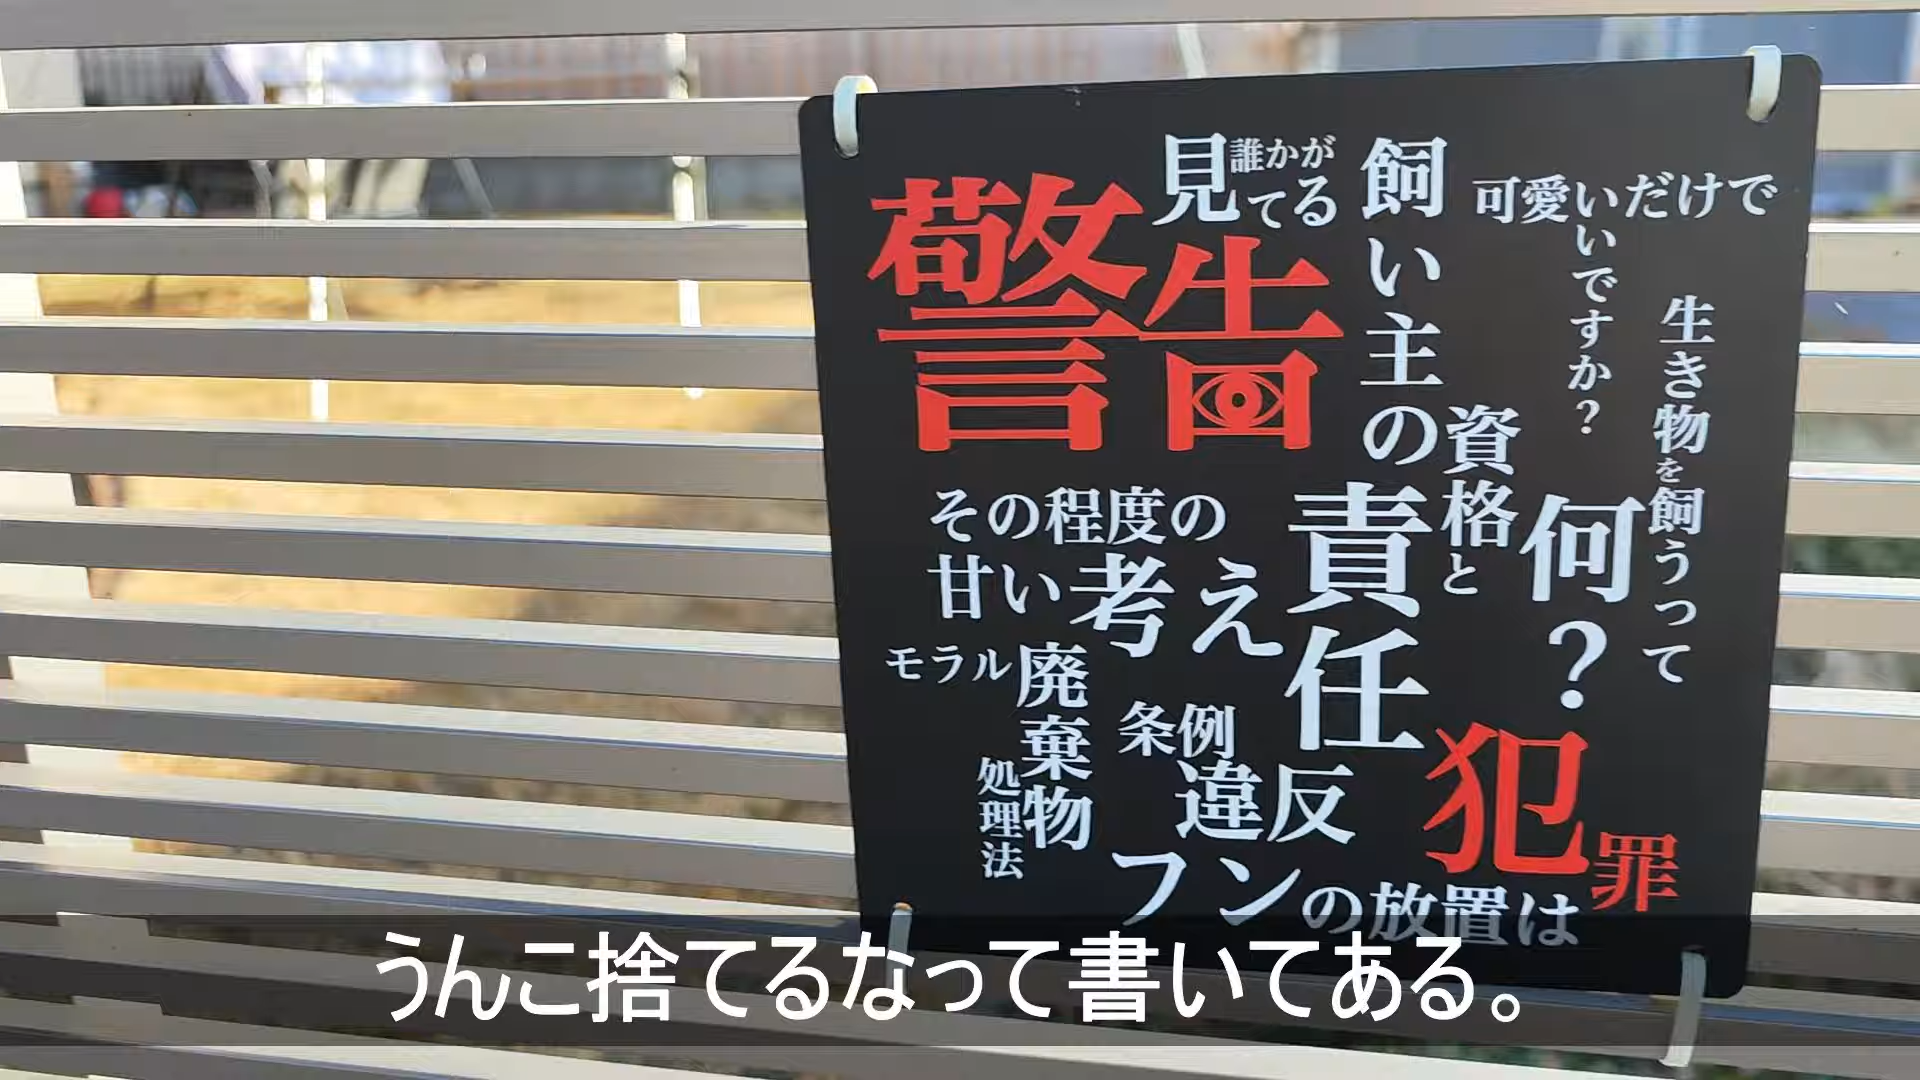 警告
見てる
誰かが
飼い主の
責任
資格と
可愛いだけで
いいですか?
生き物を飼うって
何?
その程度の
甘い考え
モラル
廃棄物
処理法
条例
違反
フンの放置は
犯罪
うんこ捨てるなって書いてある。